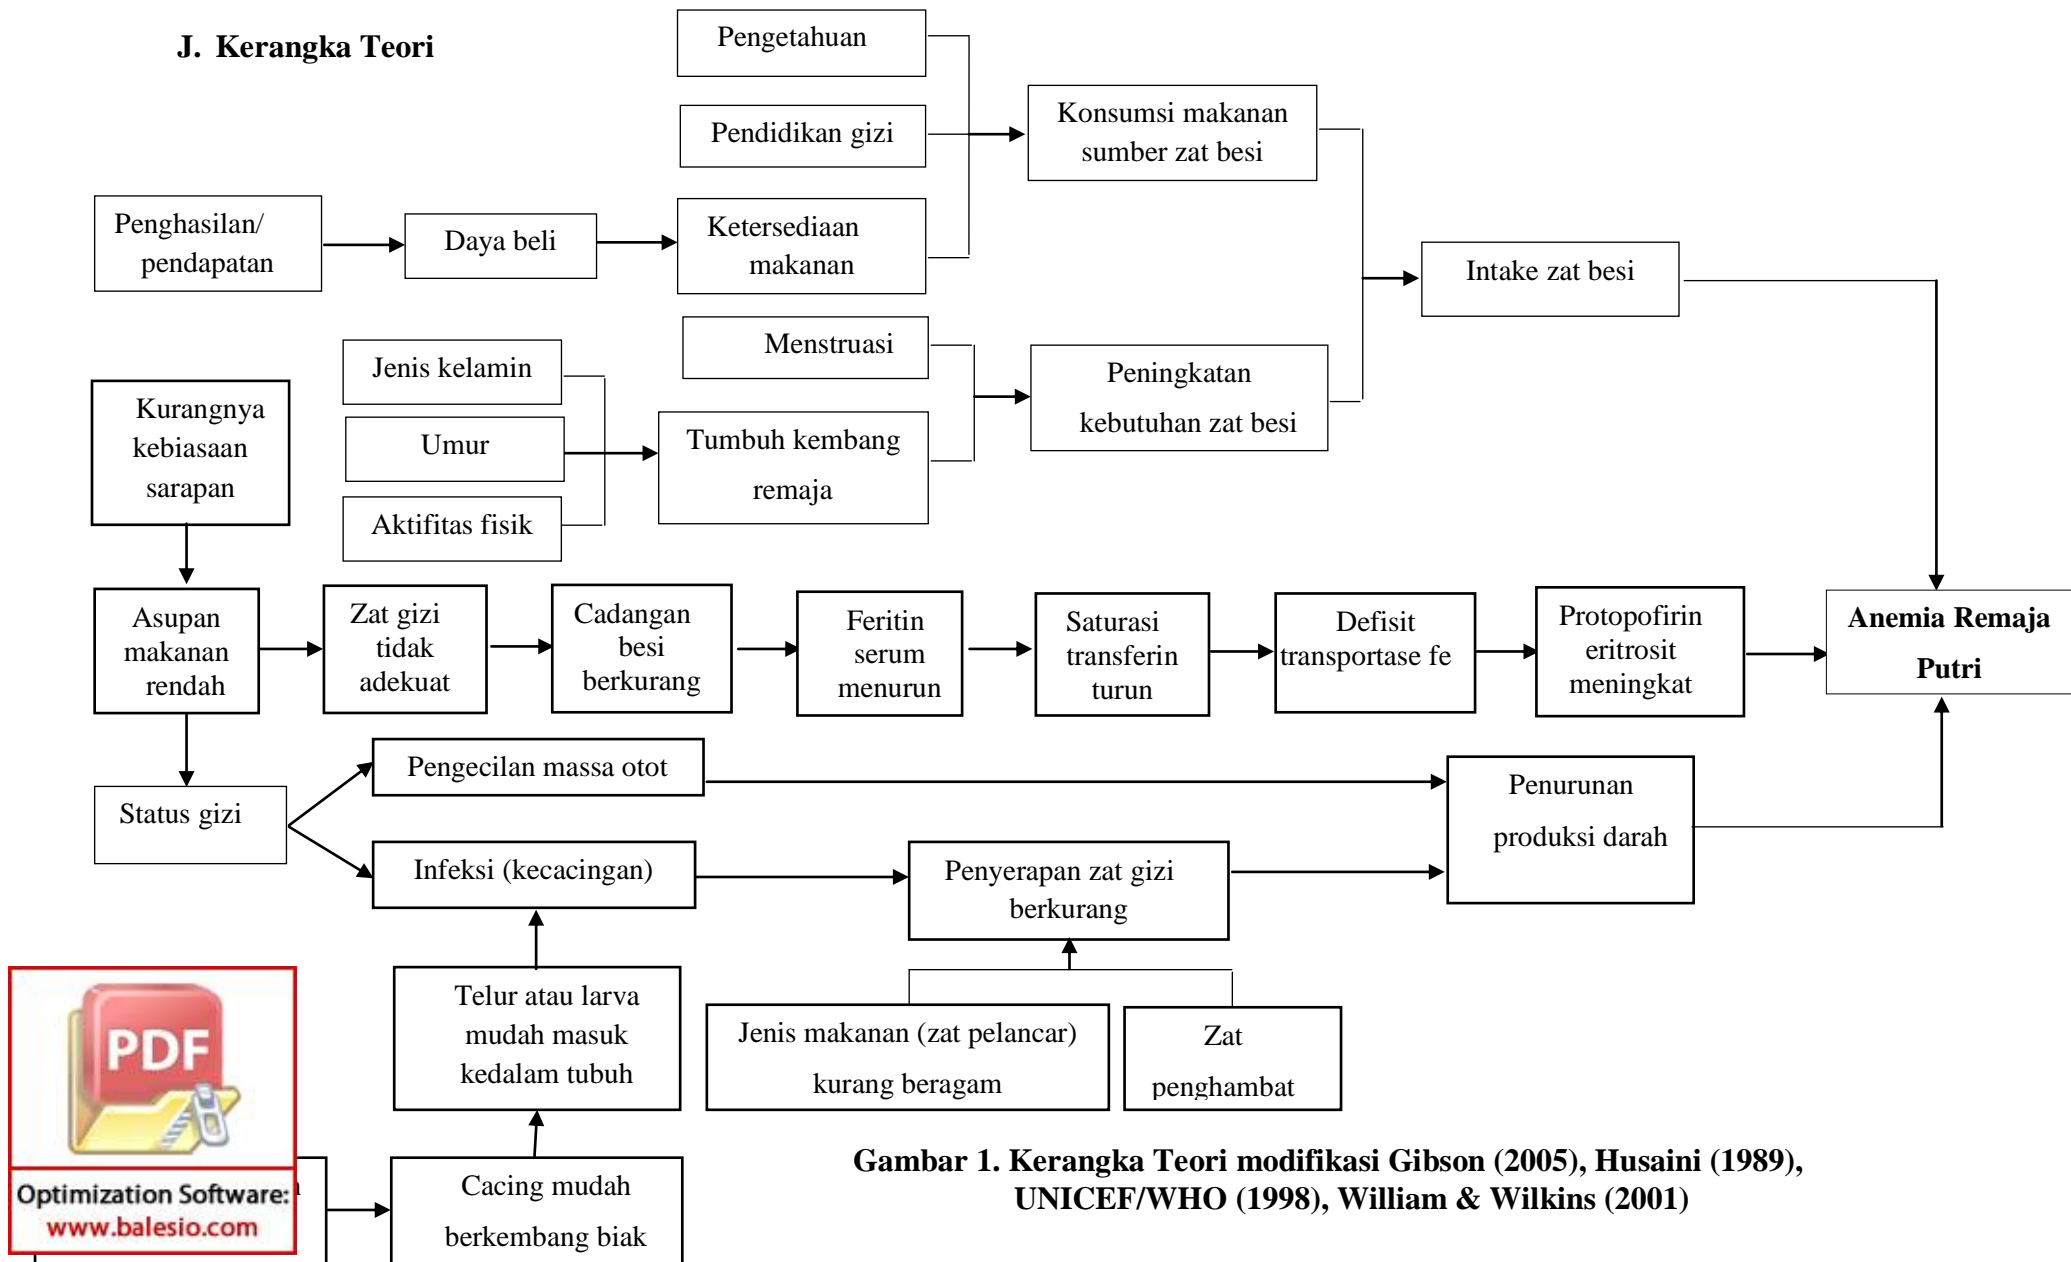 J. Kerangka Teori
Pengetahuan
Pendidikan gizi
Konsumsi makanan
sumber zat besi
Penghasilan/
pendapatan
Daya beli
Ketersediaan
makanan
Intake zat besi
Menstruasi
Jenis kelamin
Peningkatan
kebutuhan zat besi
Kurangnya
kebiasaan
sarapan
Umur
Tumbuh kembang
remaja
Aktifitas fisik
Asupan
makanan
rendah
Zat gizi
tidak
adekuat
Cadangan
besi
berkurang
Feritin
serum
menurun
Saturasi
transferin
turun
Defisit
transportase fe
Protopofirin
eritrosit
meningkat
Anemia Remaja
Putri
Pengecilan massa otot
Status gizi
Penurunan
produksi darah
Infeksi (kecacingan)
Penyerapan zat gizi
berkurang
Telur atau larva
mudah masuk
kedalam tubuh
Jenis makanan (zat pelancar)
kurang beragam
Zat
penghambat
PDF
Optimization Software:
www.balesio.com
Cacing mudah
berkembang biak
Gambar 1. Kerangka Teori modifikasi Gibson (2005), Husaini (1989),
UNICEF/WHO (1998), William & Wilkins (2001)